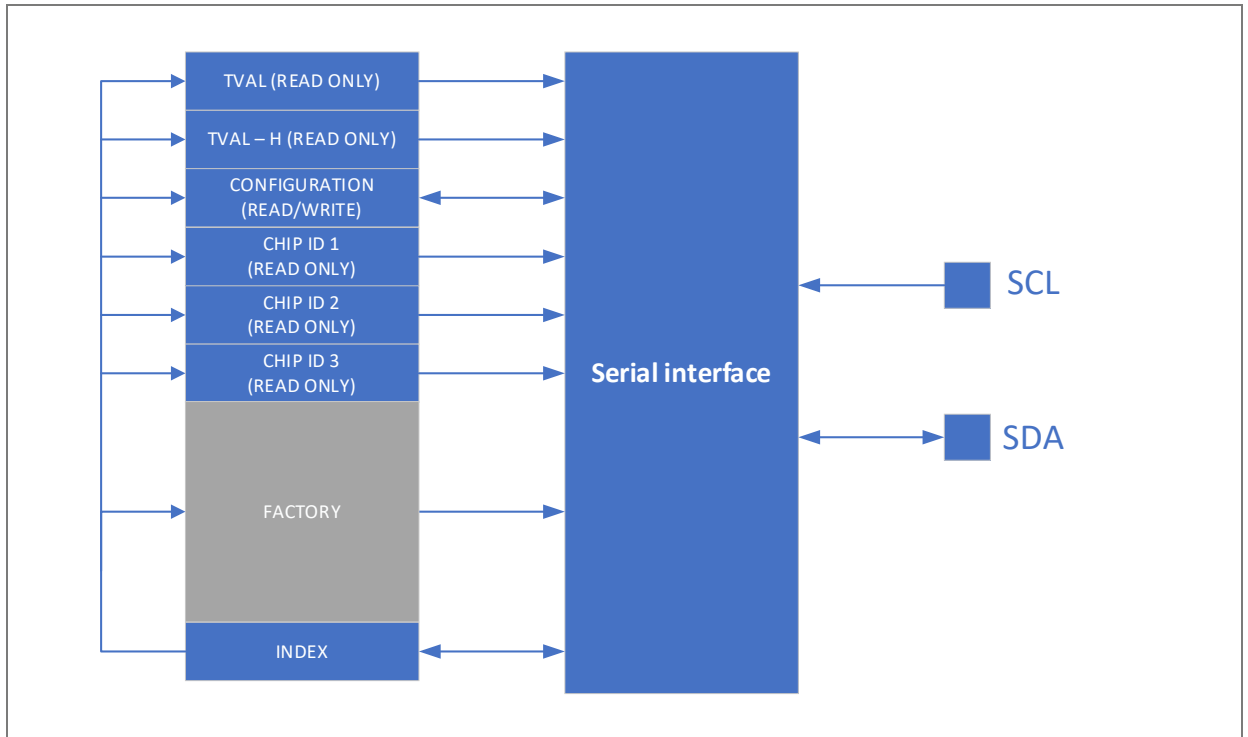 TVAL (READ ONLY)
TVAL – H (READ ONLY)
CONFIGURATION
(READ/WRITE)
CHIP ID 1
(READ ONLY)
CHIP ID 2
(READ ONLY)
CHIP ID 3
(READ ONLY)
FACTORY
INDEX
Serial interface
SCL
SDA